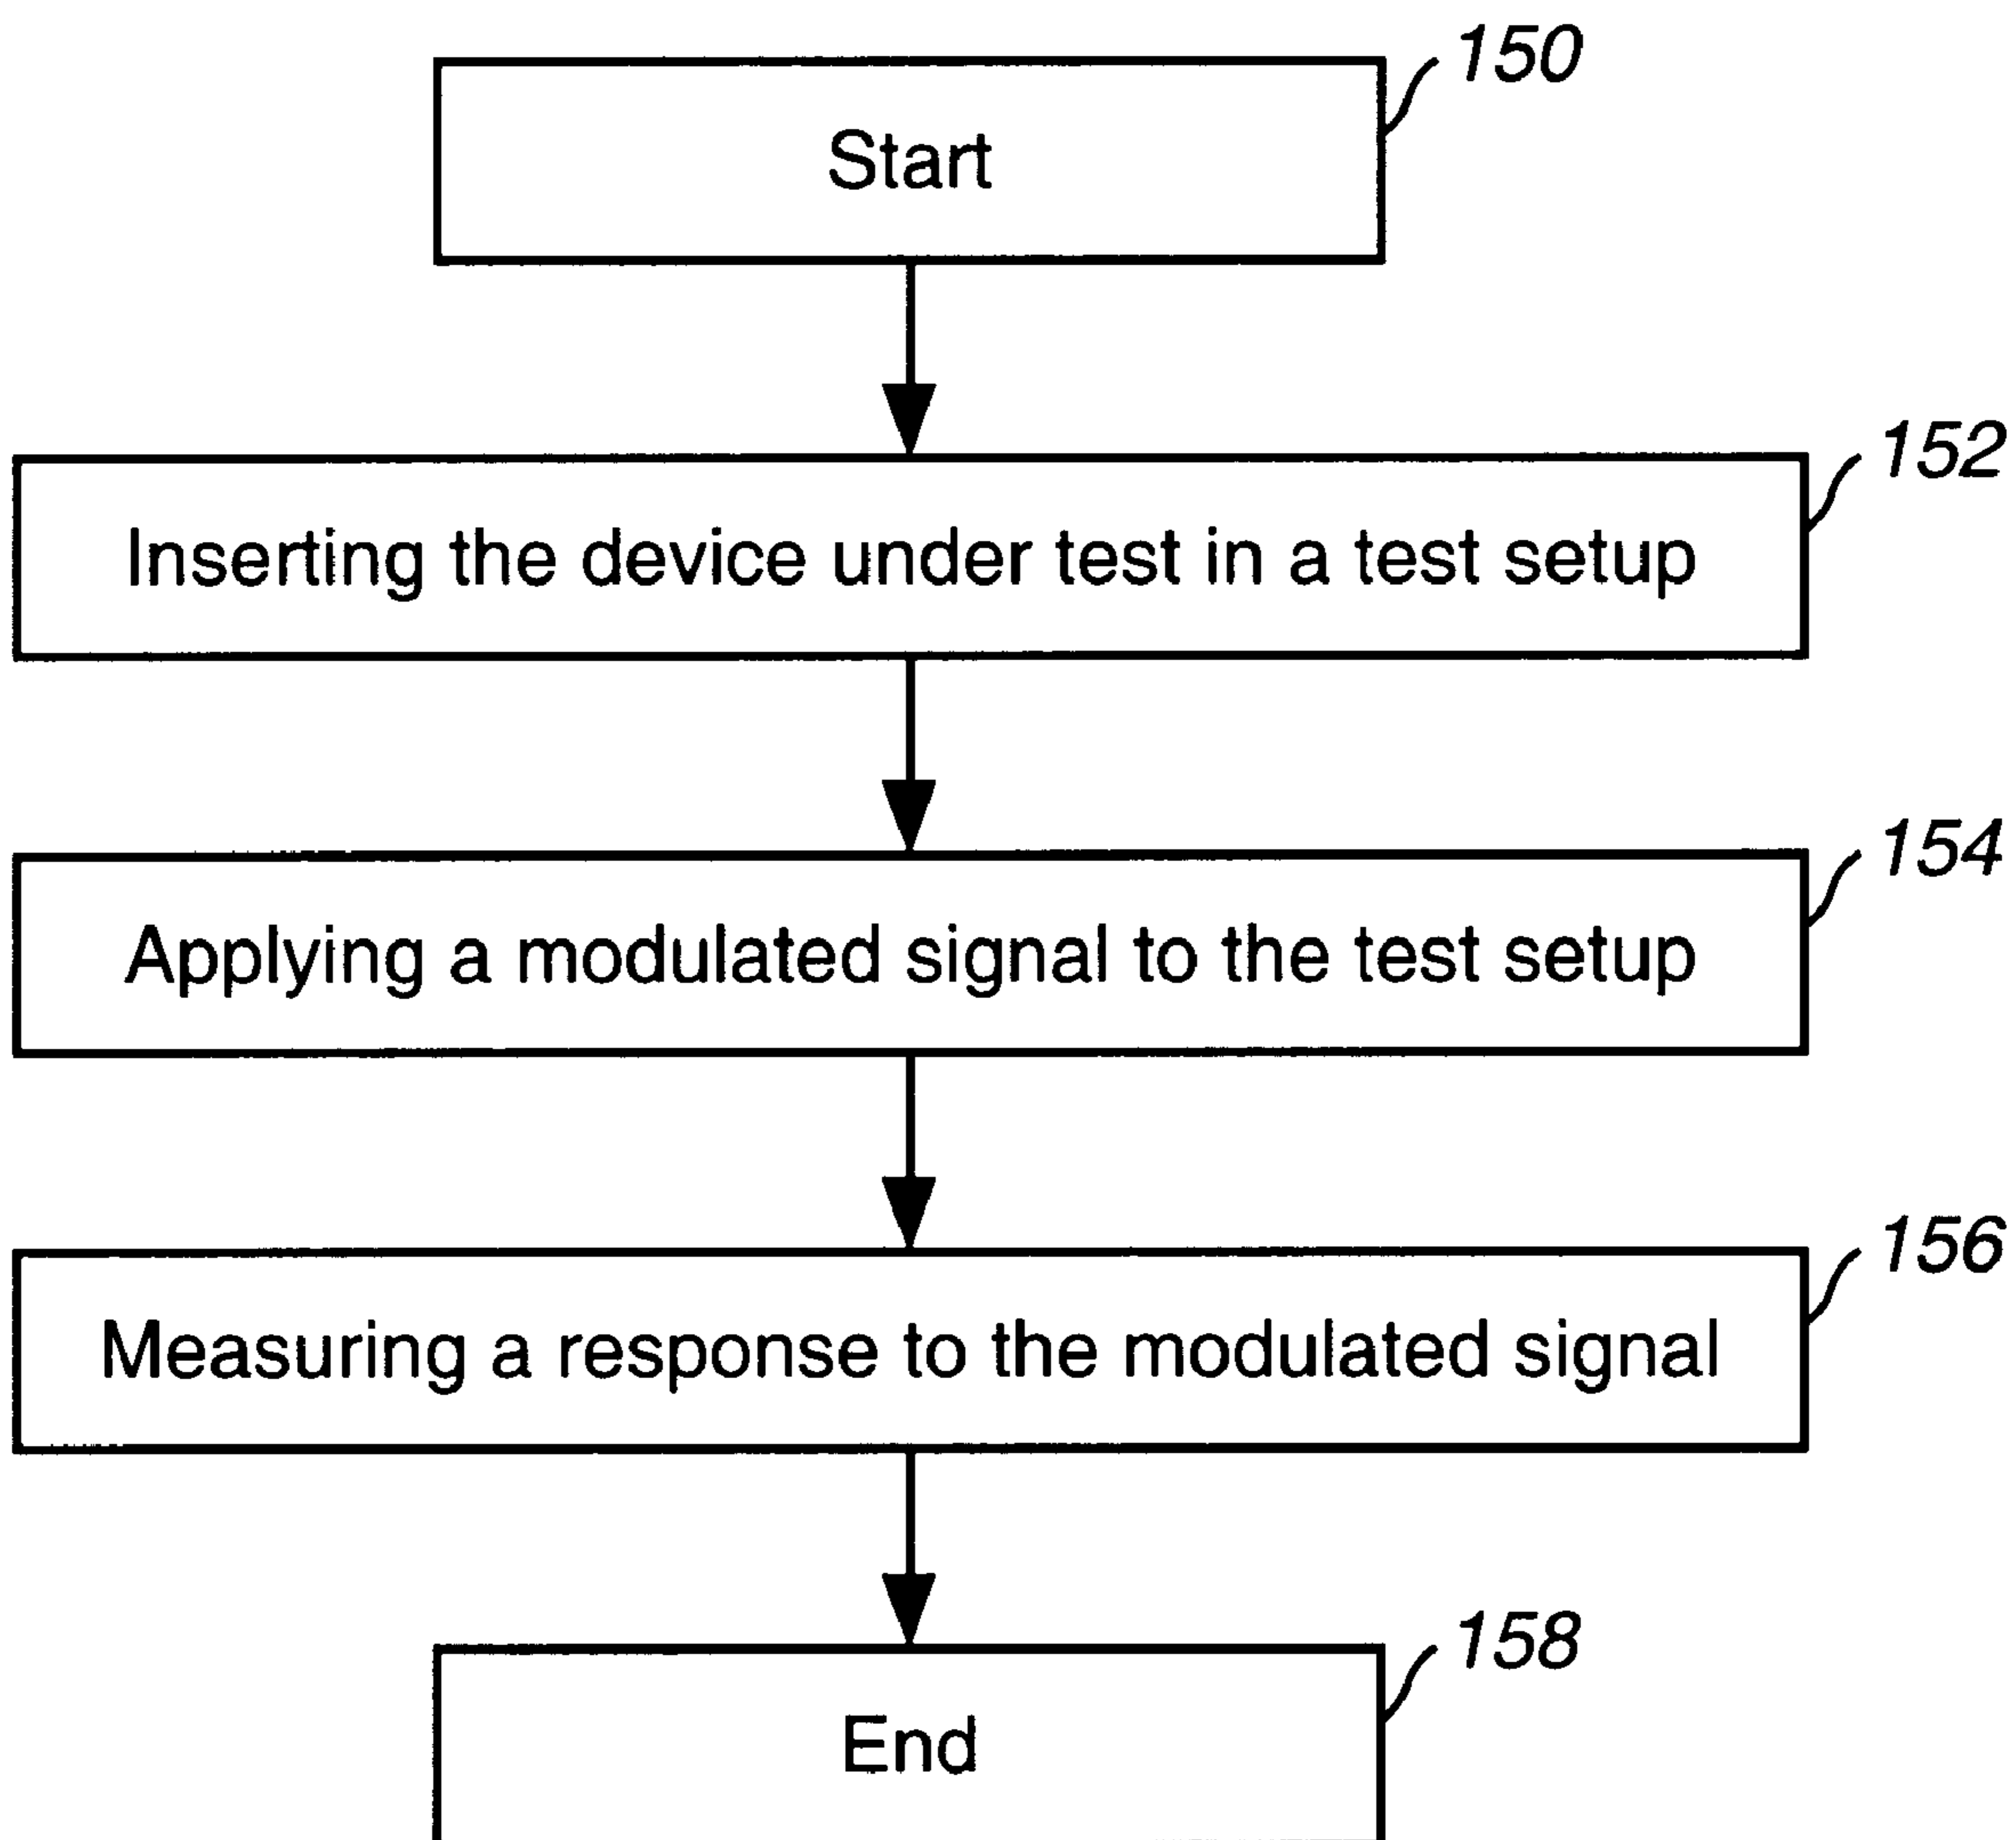 150
Start
152
Inserting the device under test in a test setup
154
Applying a modulated signal to the test setup
156
Measuring a response to the modulated signal
158
End